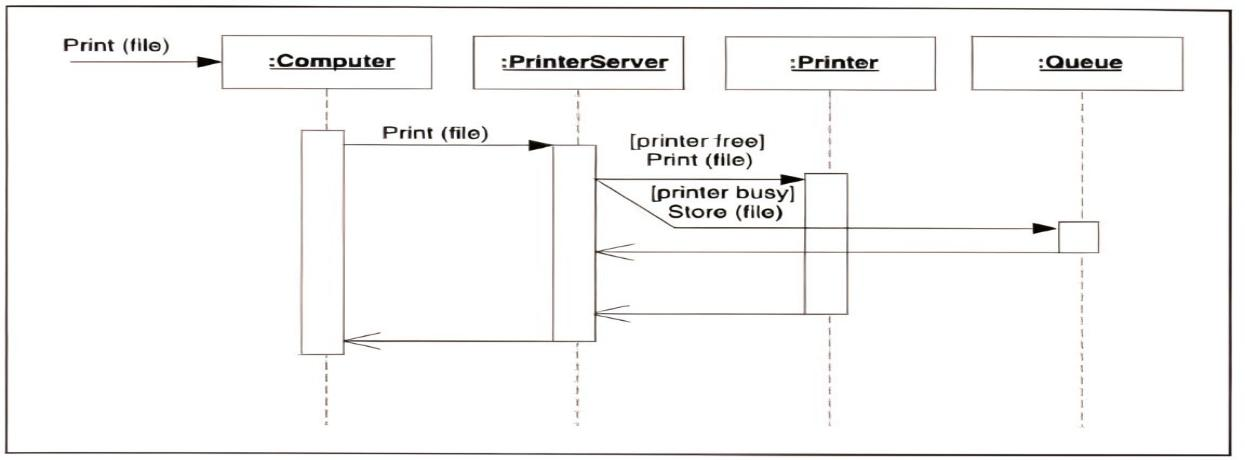 Print (file)
:Computer
:PrinterServer
:Printer
:Queue
Print (file)
[printer free]
Print (file)
[printer busy]
Store (file)